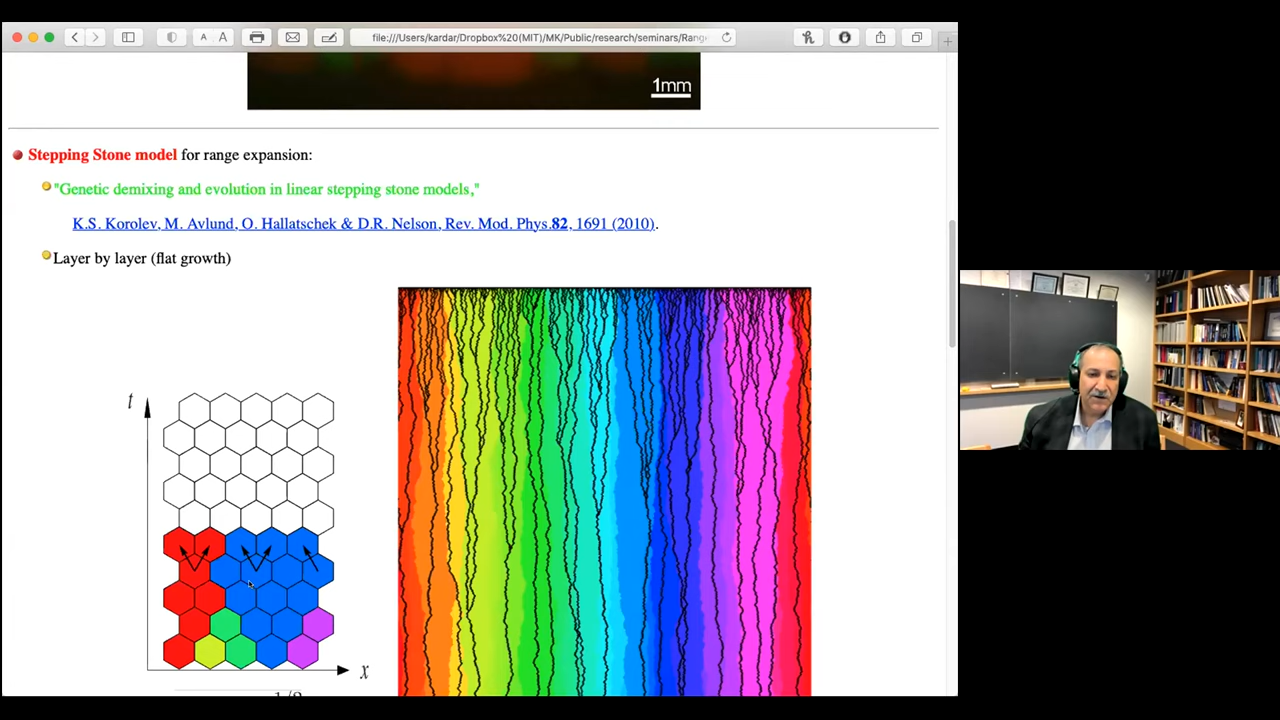 A A
file:///Users/kardar/Dropbox%20(MIT)/MK/Public/research/seminars/Rang
1mm
Stepping Stone model for range expansion:
"Genetic demixing and evolution in linear stepping stone models,"
K.S. Korolev, M. Avlund, O. Hallatschek & D.R. Nelson, Rev. Mod. Phys.82, 1691 (2010).
Layer by layer (flat growth)
t
x